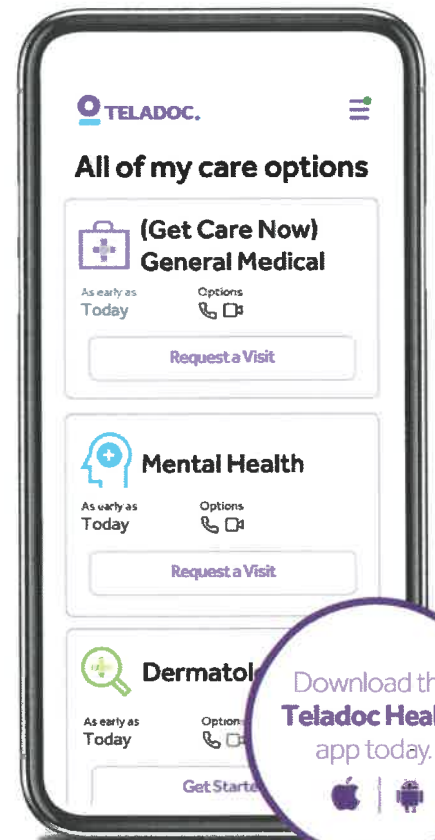 TELADOC.
All of my care options
(Get Care Now)
General Medical
As early as
Options
Today
Request a Visit
Mental Health
As early as
Options
Today
Request a Visit
Dermatol
As early as
Option
Today
Get Starte
Download th
Teladoc Heal
app today.